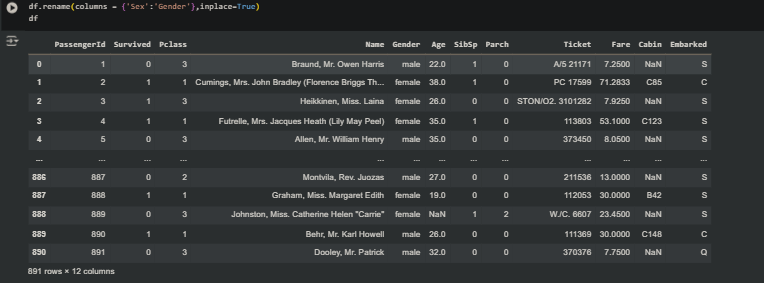 df.rename(columns = {'Sex':'Gender'},inplace=True)
df
PassengerId Survived Pclass Name Gender Age SibSp Parch Ticket Fare Cabin Embarked
0 1 0 3 Braund, Mr. Owen Harris male 22.0 1 0 A/5 21171 7.2500 NaN S
1 2 1 1 Cumings, Mrs. John Bradley (Florence Briggs Th... female 38.0 1 0 PC 17599 71.2833 C85 C
2 3 1 3 Heikkinen, Miss. Laina female 26.0 0 0 STON/O2. 3101282 7.9250 NaN S
3 4 1 1 Futrelle, Mrs. Jacques Heath (Lily May Peel) female 35.0 1 0 113803 53.1000 C123 S
4 5 0 3 Allen, Mr. William Henry male 35.0 0 0 373450 8.0500 NaN S
... ... ... ... ... ... ... ... ... ... ... ... ...
886 887 0 2 Montvila, Rev. Juozas male 27.0 0 0 211536 13.0000 NaN S
887 888 1 1 Graham, Miss. Margaret Edith female 19.0 0 0 112053 30.0000 B42 S
888 889 0 3 Johnston, Miss. Catherine Helen "Carrie" female NaN 1 2 W./C. 6607 23.4500 NaN S
889 890 1 1 Behr, Mr. Karl Howell male 26.0 0 0 111369 30.0000 C148 C
890 891 0 3 Dooley, Mr. Patrick male 32.0 0 0 370376 7.7500 NaN Q
891 rows × 12 columns